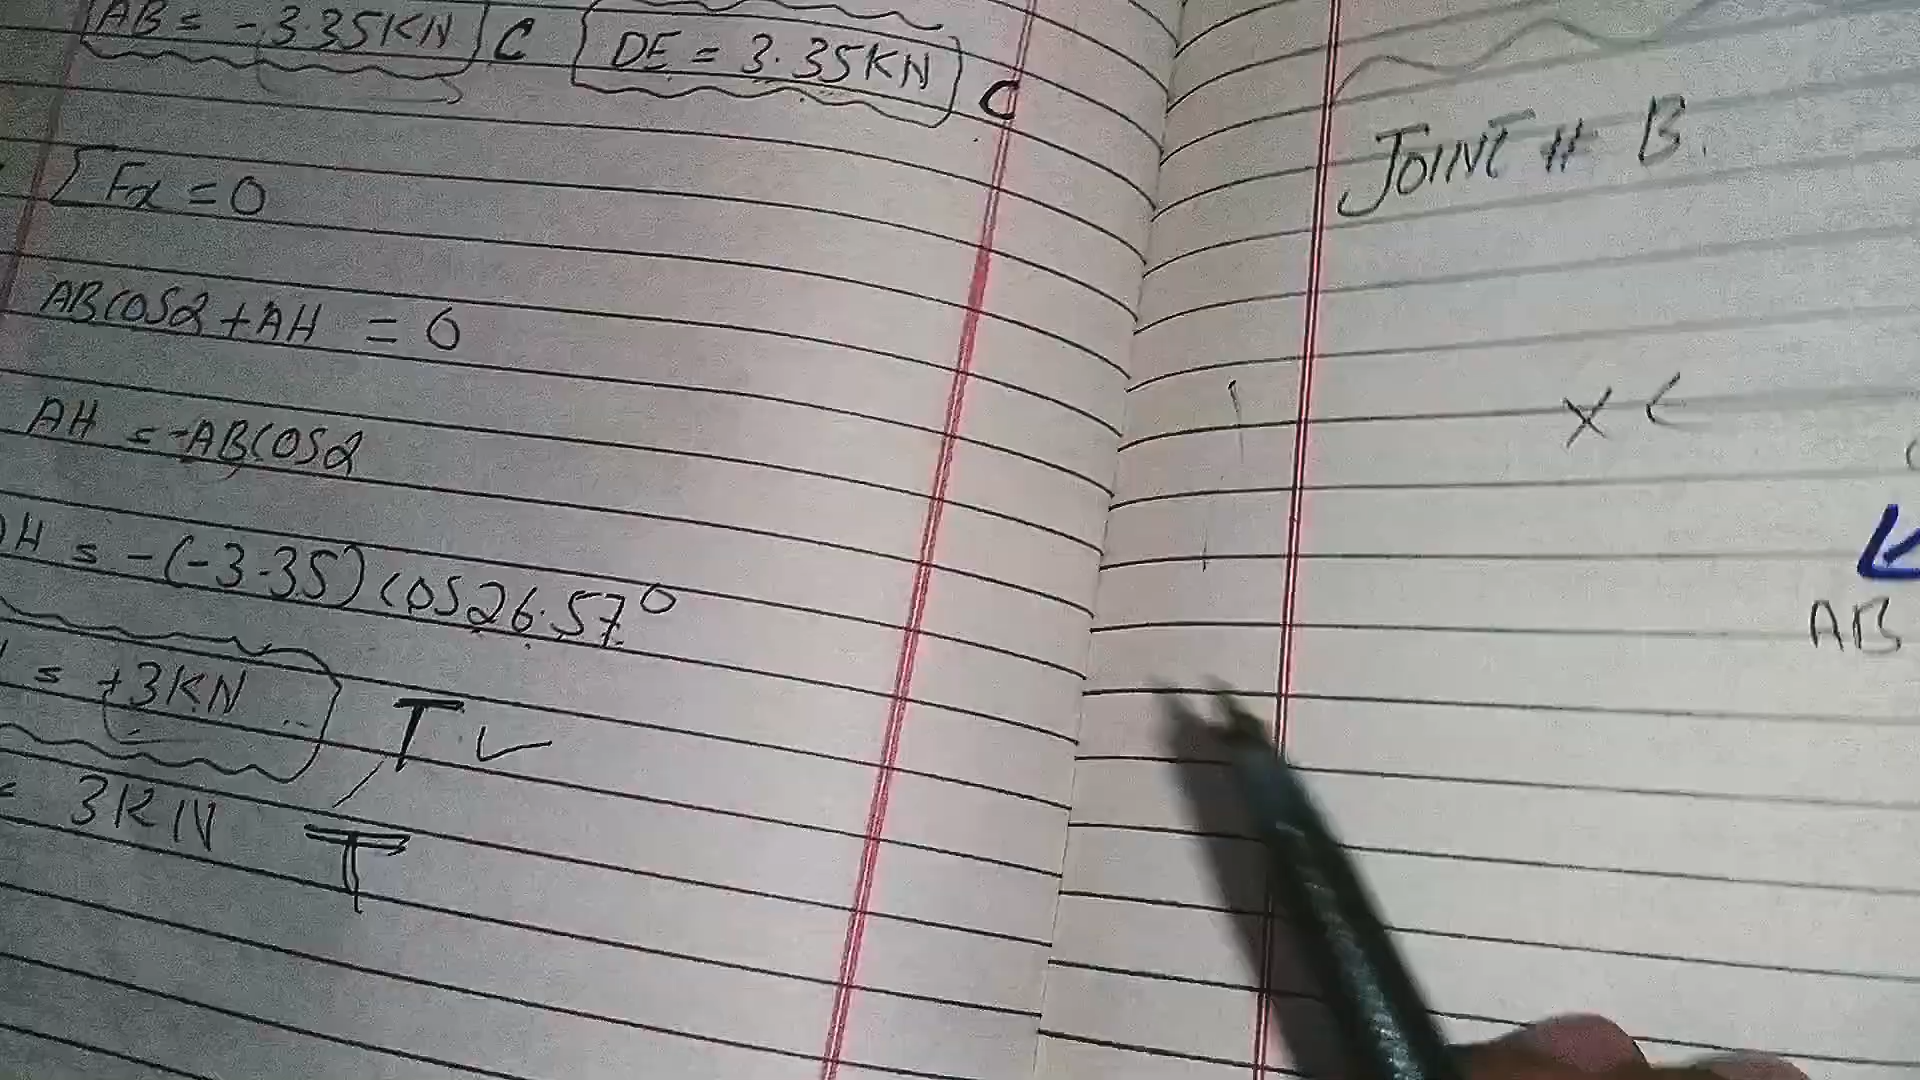 AB = -3.35KN C DE = 3.35KN C
ΣFx = 0
ABCOSα + AH = 0
AH = -ABCOSα
H = -(-3.35) COS26.57°
= +3KN T
= 3KN T
JOINT # B.
X
AB